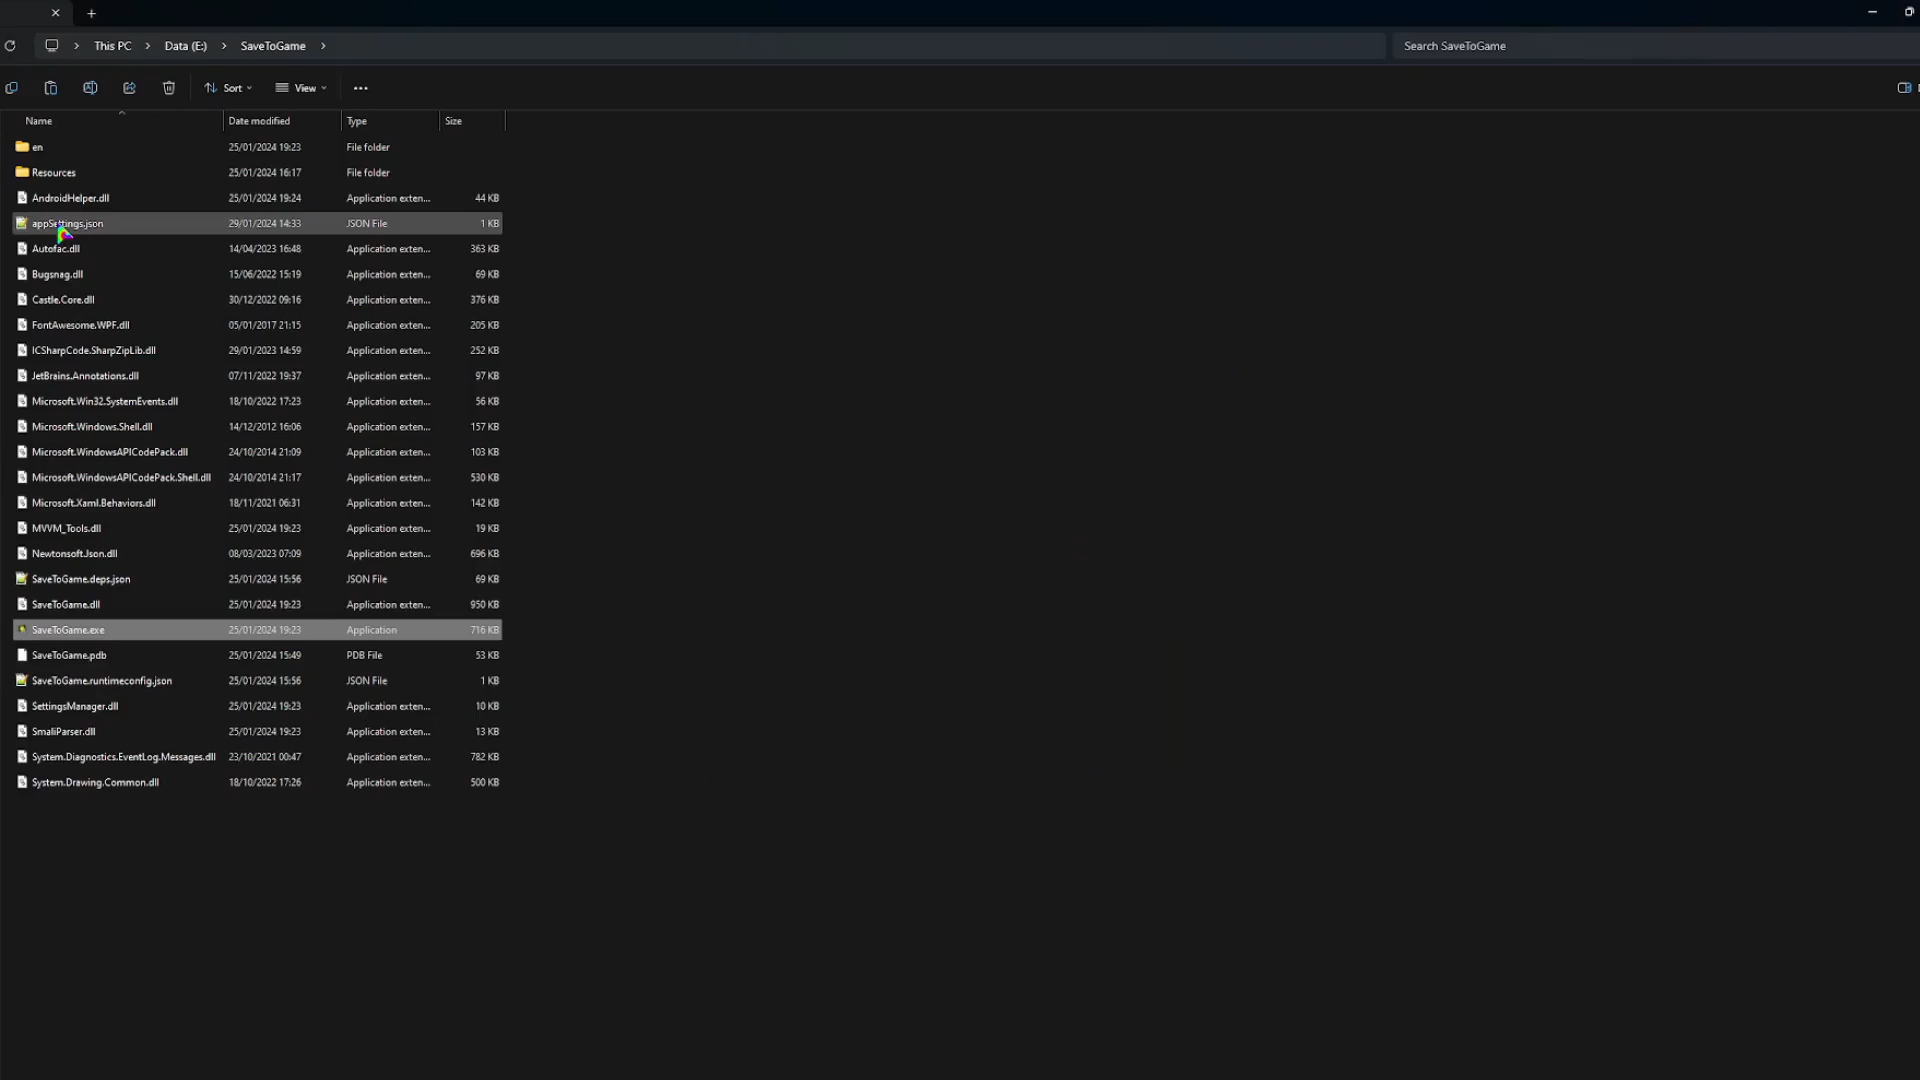 This PC > Data (E:) > SaveToGame >
Search SaveToGame
Sort View ...
Name Date modified Type Size
en 25/01/2024 19:23 File folder
Resources 25/01/2024 16:17 File folder
AndroidHelper.dll 25/01/2024 19:24 Application exten... 44 KB
appSettings.json 29/01/2024 14:33 JSON File 1 KB
Autofac.dll 14/04/2023 16:48 Application exten... 363 KB
Bugsnag.dll 15/06/2022 15:19 Application exten... 69 KB
Castle.Core.dll 30/12/2022 09:16 Application exten... 376 KB
FontAwesome.WPF.dll 05/01/2017 21:15 Application exten... 205 KB
ICSharpCode.SharpZipLib.dll 29/01/2023 14:59 Application exten... 252 KB
JetBrains.Annotations.dll 07/11/2022 19:37 Application exten... 97 KB
Microsoft.Win32.SystemEvents.dll 18/10/2022 17:23 Application exten... 56 KB
Microsoft.Windows.Shell.dll 14/12/2012 16:06 Application exten... 157 KB
Microsoft.WindowsAPICodePack.dll 24/10/2014 21:09 Application exten... 103 KB
Microsoft.WindowsAPICodePack.Shell.dll 24/10/2014 21:17 Application exten... 530 KB
Microsoft.Xaml.Behaviors.dll 18/11/2021 06:31 Application exten... 142 KB
MVVM_Tools.dll 25/01/2024 19:23 Application exten... 19 KB
Newtonsoft.Json.dll 08/03/2023 07:09 Application exten... 696 KB
SaveToGame.deps.json 25/01/2024 15:56 JSON File 69 KB
SaveToGame.dll 25/01/2024 19:23 Application exten... 950 KB
SaveToGame.exe 25/01/2024 19:23 Application 716 KB
SaveToGame.pdb 25/01/2024 15:49 PDB File 53 KB
SaveToGame.runtimeconfig.json 25/01/2024 15:56 JSON File 1 KB
SettingsManager.dll 25/01/2024 19:23 Application exten... 10 KB
SmaliParser.dll 25/01/2024 19:23 Application exten... 13 KB
System.Diagnostics.EventLog.Messages.dll 23/10/2021 00:47 Application exten... 782 KB
System.Drawing.Common.dll 18/10/2022 17:26 Application exten... 500 KB